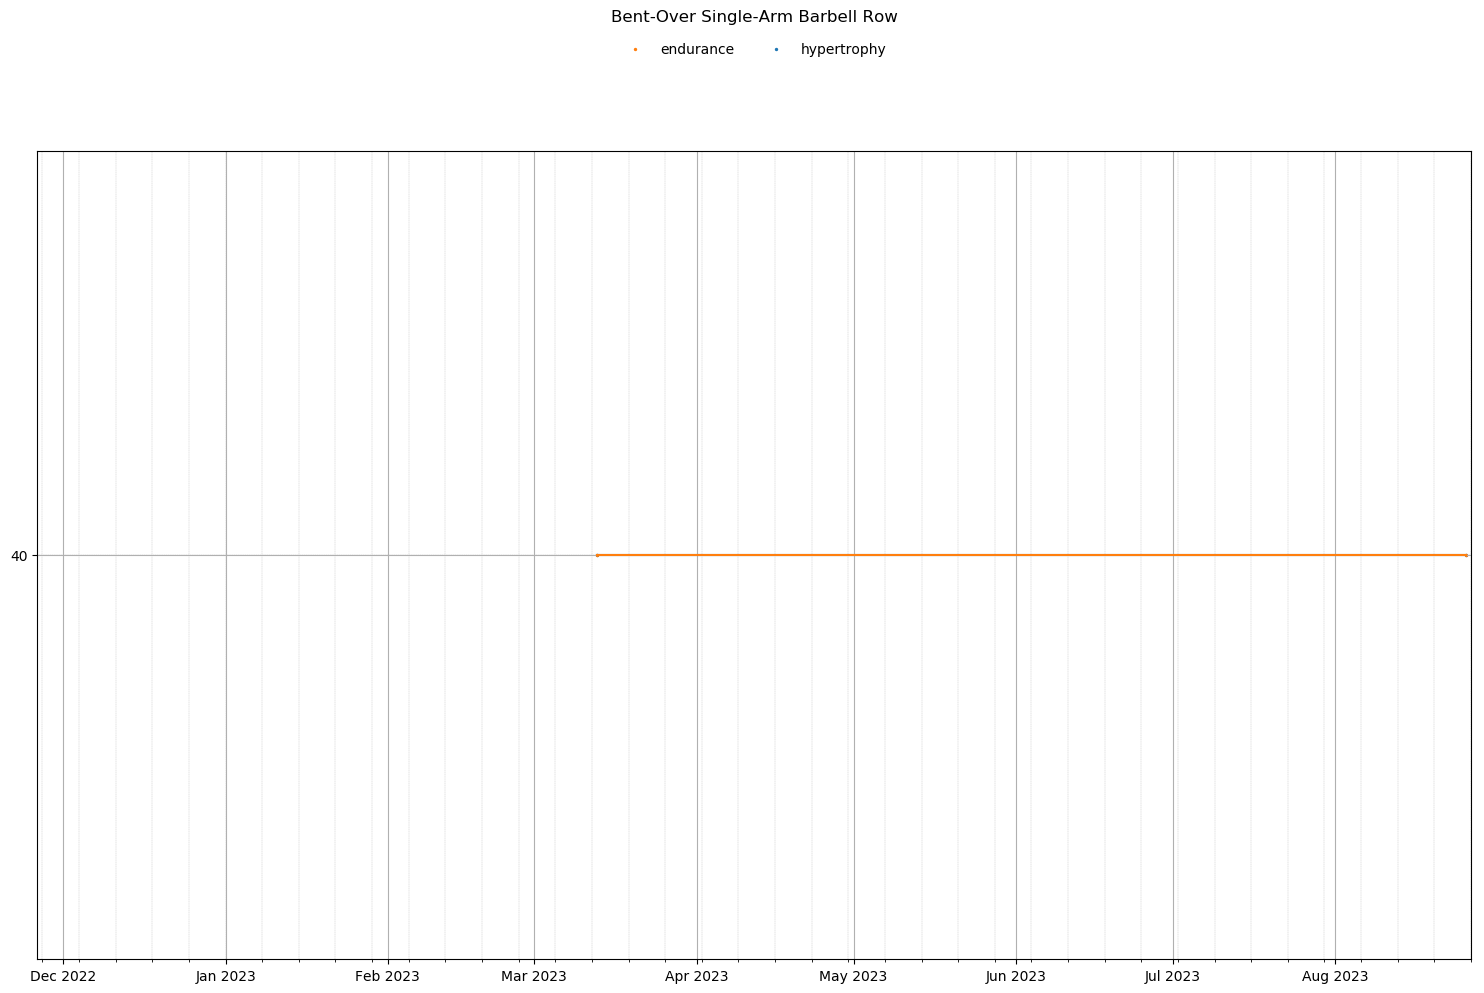 Bent-Over Single-Arm Barbell Row
endurance hypertrophy
40
Dec 2022 Jan 2023 Feb 2023 Mar 2023 Apr 2023 May 2023 Jun 2023 Jul 2023 Aug 2023